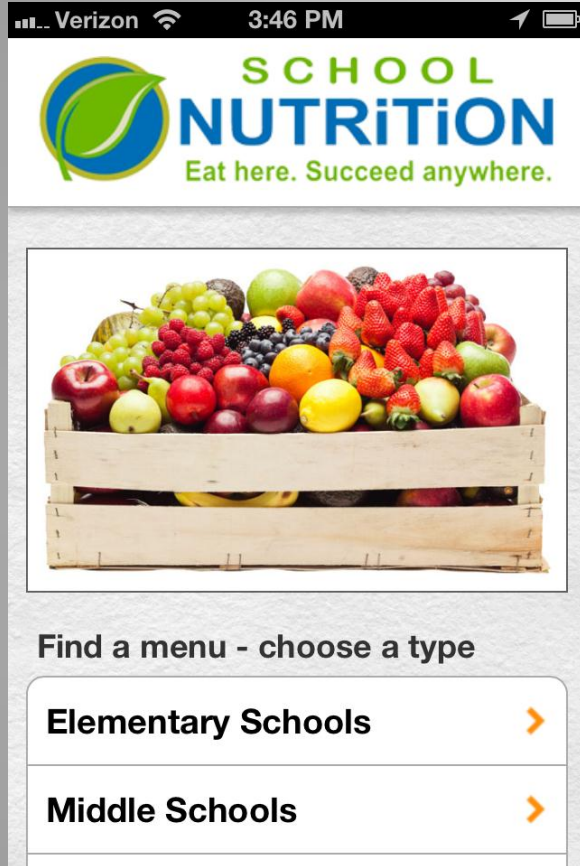 Verizon 3:46 PM
SCHOOL
NUTRiTiON
Eat here. Succeed anywhere.
Find a menu - choose a type
Elementary Schools
Middle Schools